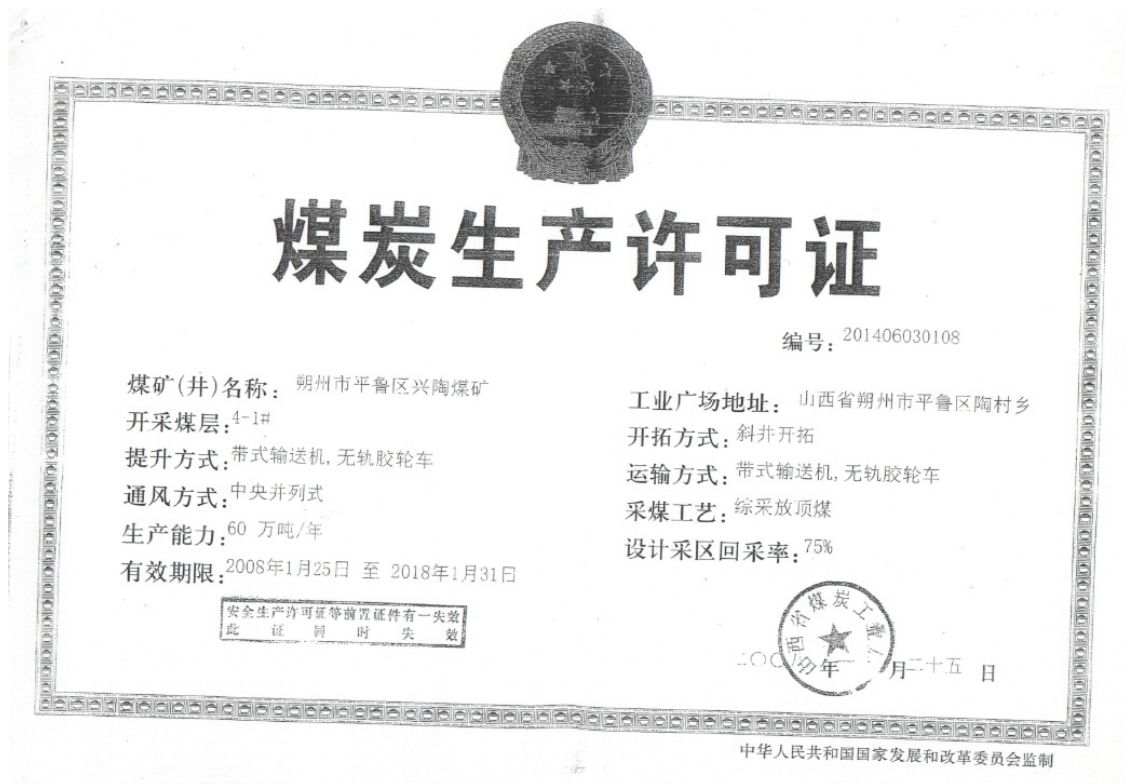 煤炭生产许可证
编号：201406030108
煤矿(井)名称：朔州市平鲁区兴陶煤矿
开采煤层：4-1#
提升方式：带式输送机,无轨胶轮车
通风方式：中央并列式
生产能力：60 万吨/年
有效期限：2008年1月25日 至 2018年1月31日
安全生产许可证等前置证件有一失效
此证同时失效
工业广场地址：山西省朔州市平鲁区陶村乡
开拓方式：斜井开拓
运输方式：带式输送机,无轨胶轮车
采煤工艺：综采放顶煤
设计采区回采率：75%
山西省煤炭工业
年 月二十五日
中华人民共和国国家发展和改革委员会监制